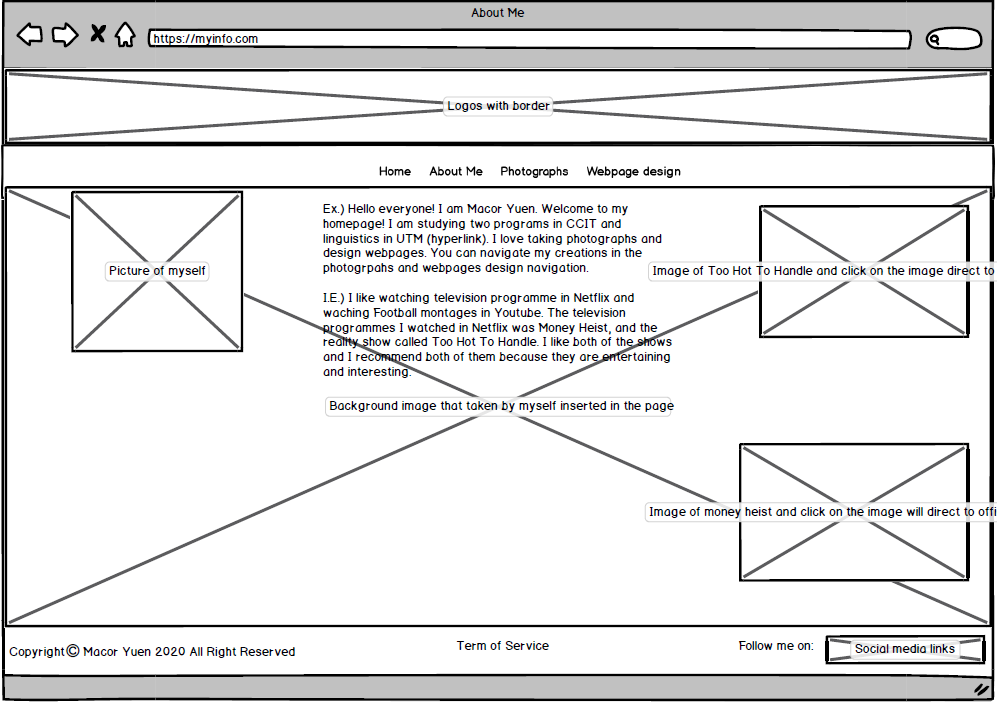 About Me
https://myinfo.com
Logos with border
Home About Me Photographs Webpage design
Picture of myself
Ex.) Hello everyone! I am Macor Yuen. Welcome to my
homepage! I am studying two programs in CCIT and
linguistics in UTM (hyperlink). I love taking photographs and
design webpages. You can navigate my creations in the
photogrpahs and webpages design navigation.
I.E.) I like watching television programme in Netflix and
waching Football montages in Youtube. The television
programmes I watched in Netflix was Money Heist, and the
reality show called Too Hot To Handle. I like both of the shows
and I recommend both of them because they are entertaining
and interesting.
Image of Too Hot To Handle and click on the image direct to
Background image that taken by myself inserted in the page
Image of money heist and click on the image will direct to offi
Copyright© Macor Yuen 2020 All Right Reserved
Term of Service
Follow me on:
Social media links